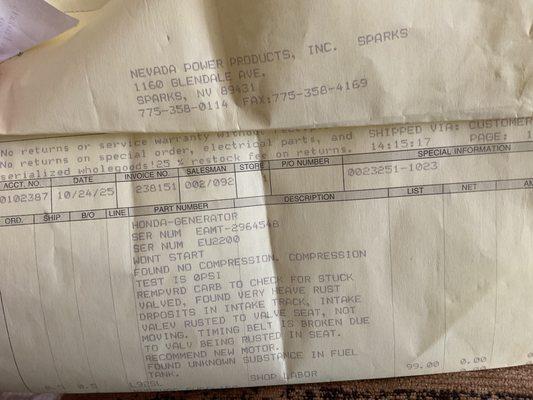 NEVADA POWER PRODUCTS, INC. SPARKS
1160 GLENDALE AVE.
SPARKS, NV 89431
775-358-0114 FAX:775-358-4169
No returns or service warranty without
No returns on special order, electrical parts, and SHIPPED VIA: CUSTOMER
serialized wholegoods!25 % restock fee on returns. 14:15:17 PAGE: 1
ACCT. NO. DATE INVOICE NO. SALESMAN STORE P/O NUMBER SPECIAL INFORMATION
0102387 10/24/25 238151 002/092 0023251-1023
ORD. SHIP B/O LINE PART NUMBER DESCRIPTION LIST NET
HONDA-GENERATOR
SER NUM EAMT-2964548
SER NUM EU2200
WONT START
FOUND NO COMPRESSION. COMPRESSION
TEST IS 0PSI
REMPVRD CARB TO CHECK FOR STUCK
VALVED, FOUND VERY HEAVE RUST
DRPOSITS IN INTAKE TRACK, INTAKE
VALEV RUSTED TO VALVE SEAT, NOT
MOVING. TIMING BELT IS BROKEN DUE
TO VALV BEING RUSTED IN SEAT.
RECOMMEND NEW MOTOR.
FOUND UNKNOWN SUBSTANCE IN FUEL
TANK.
SHOP LABOR 99.00 0.00